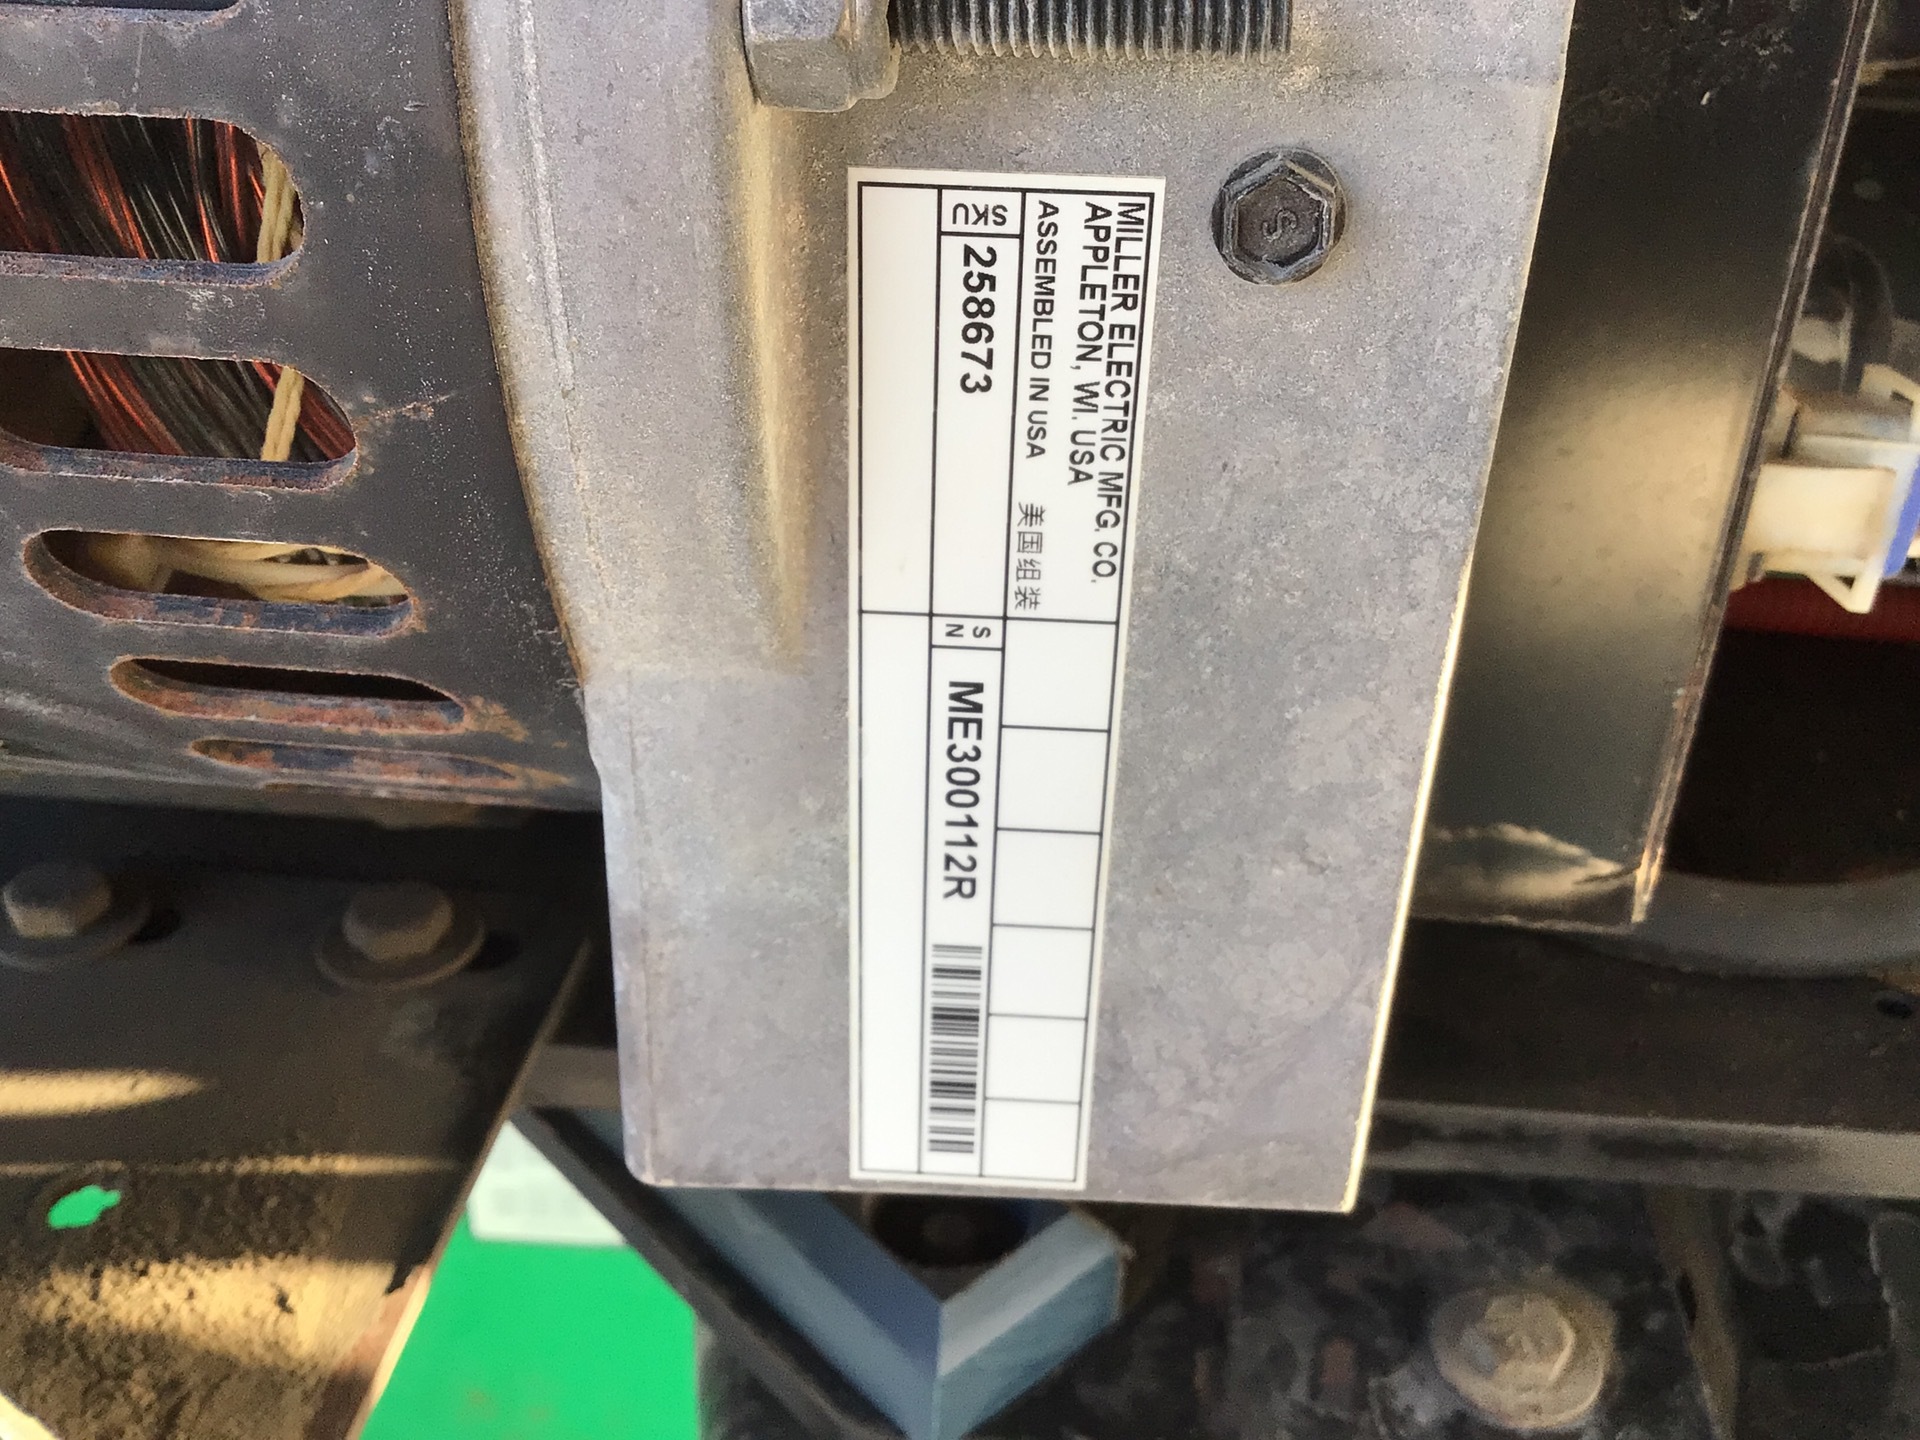 MILLER ELECTRIC MFG. CO.
APPLETON, WI. USA
ASSEMBLED IN USA 美国组装
SKU 258673
SN ME300112R
S